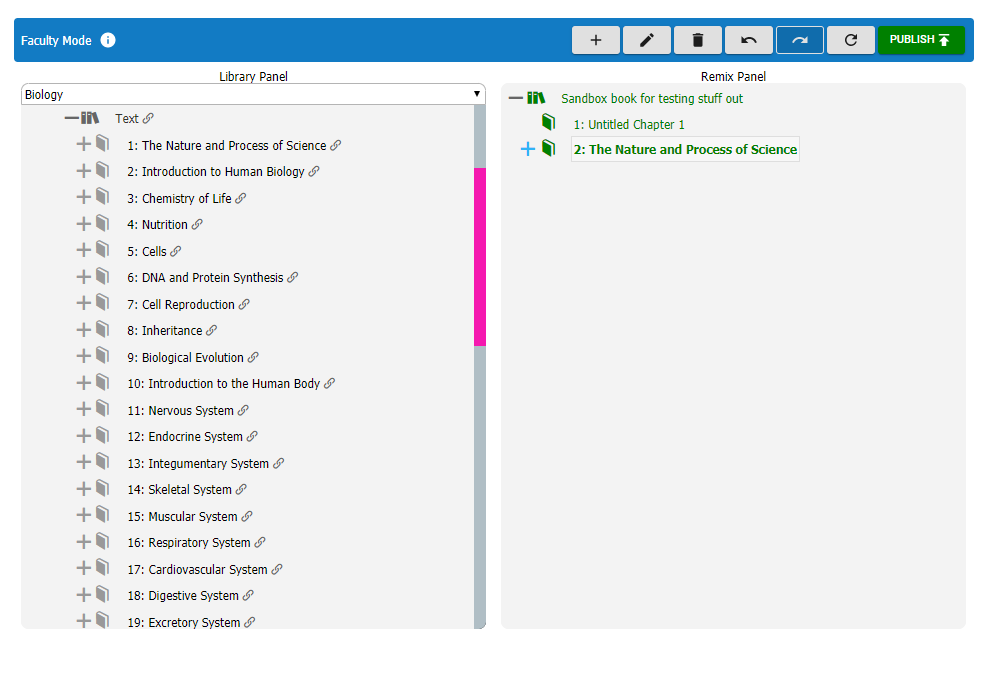 Faculty Mode
PUBLISH
Library Panel
Biology
Text
1: The Nature and Process of Science
2: Introduction to Human Biology
3: Chemistry of Life
4: Nutrition
5: Cells
6: DNA and Protein Synthesis
7: Cell Reproduction
8: Inheritance
9: Biological Evolution
10: Introduction to the Human Body
11: Nervous System
12: Endocrine System
13: Integumentary System
14: Skeletal System
15: Muscular System
16: Respiratory System
17: Cardiovascular System
18: Digestive System
19: Excretory System
Remix Panel
Sandbox book for testing stuff out
1: Untitled Chapter 1
2: The Nature and Process of Science